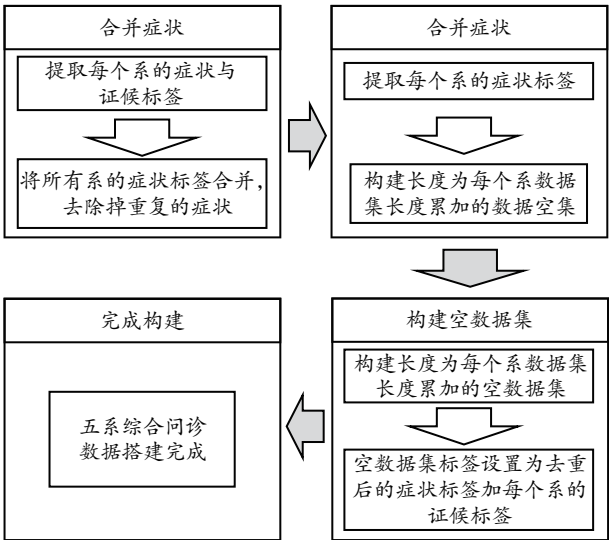 合并症状
提取每个系的症状与
证候标签
将所有系的症状标签合并，
去除掉重复的症状
合并症状
提取每个系的症状标签
构建长度为每个系数据
集长度累加的数据空集
构建空数据集
构建长度为每个系数据集
长度累加的空数据集
空数据集标签设置为去重
后的症状标签加每个系的
证候标签
完成构建
五系综合问诊
数据搭建完成